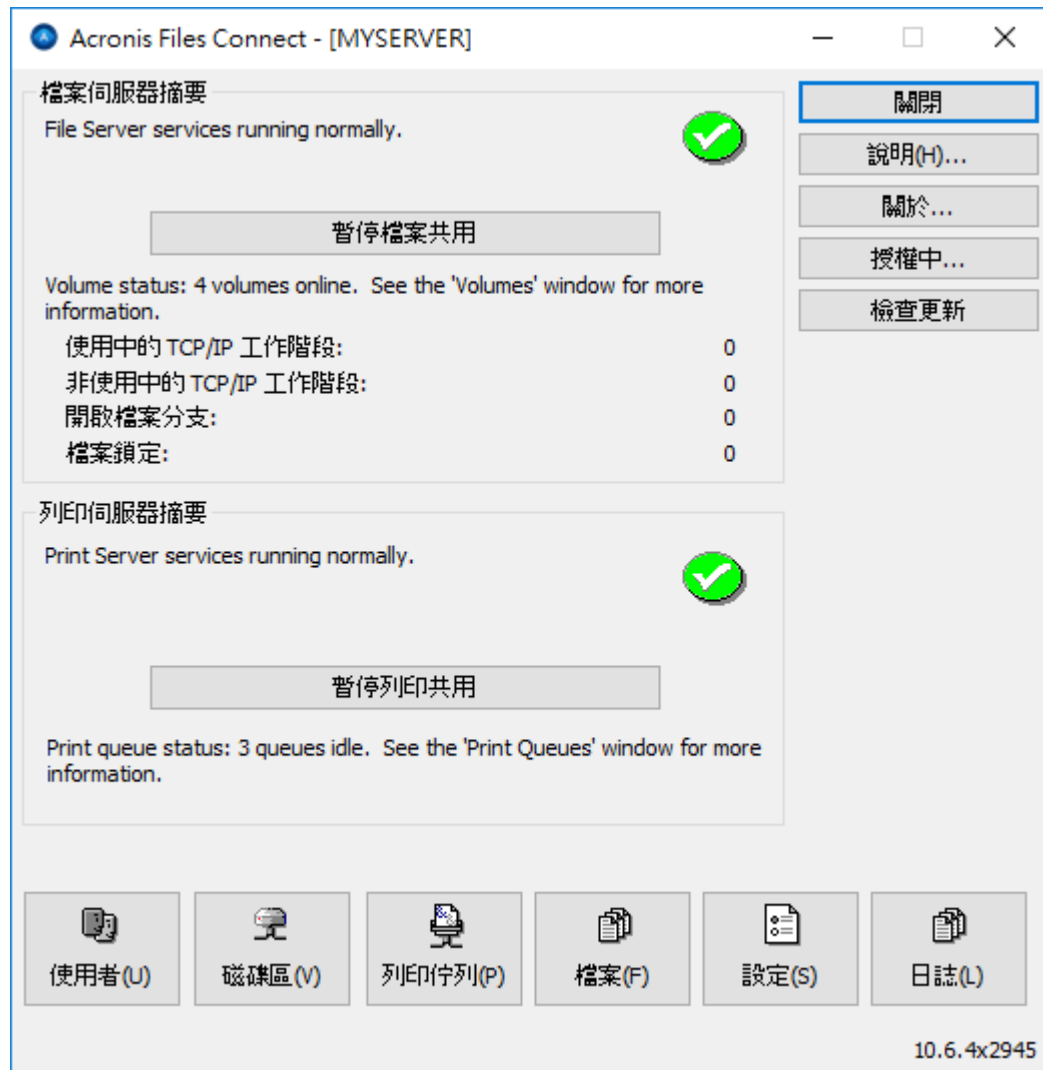 Acronis Files Connect - [MYSERVER]
檔案伺服器摘要
File Server services running normally.
暫停檔案共用
Volume status: 4 volumes online.  See the 'Volumes' window for more
information.
使用中的 TCP/IP 工作階段: 0
非使用中的 TCP/IP 工作階段: 0
開啟檔案分支: 0
檔案鎖定: 0
列印伺服器摘要
Print Server services running normally.
暫停列印共用
Print queue status: 3 queues idle.  See the 'Print Queues' window for more
information.
關閉
說明(H)...
關於...
授權中...
檢查更新
使用者(U)
磁碟區(V)
列印佇列(P)
檔案(F)
設定(S)
日誌(L)
10.6.4x2945